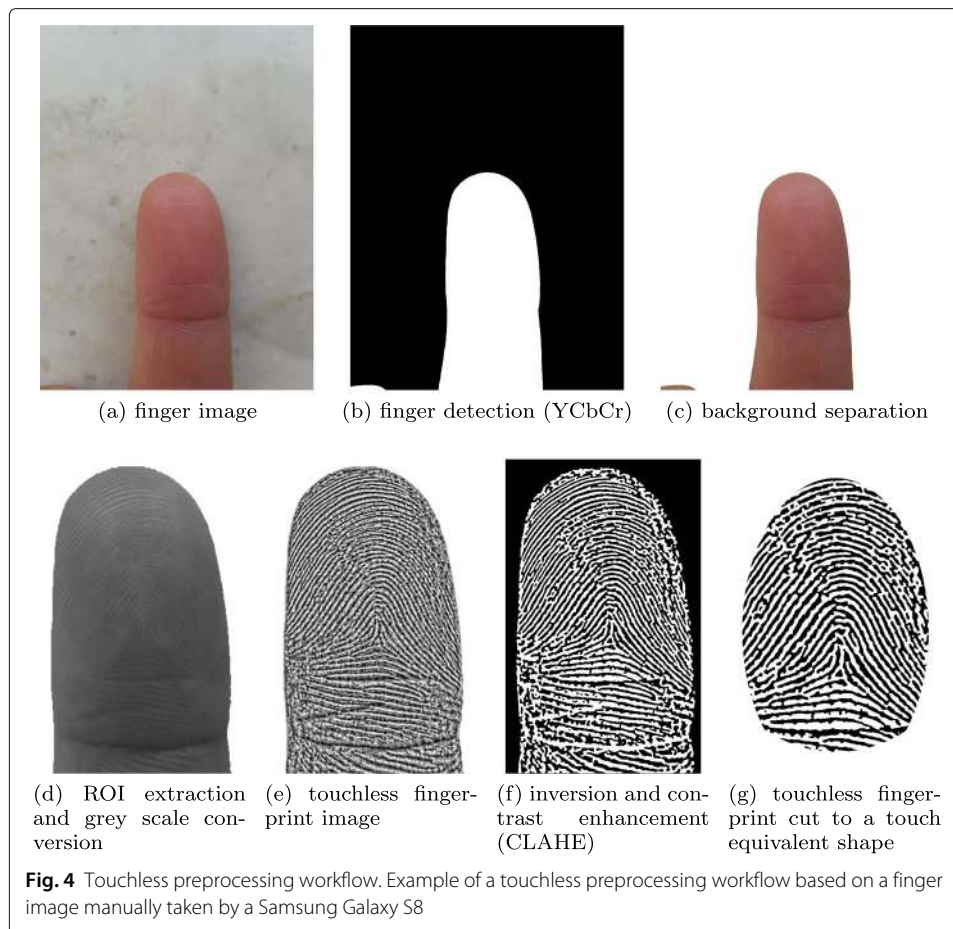 (a) finger image
(b) finger detection (YCbCr)
(c) background separation
(d) ROI extraction
and grey scale con-
version
(e) touchless finger-
print image
(f) inversion and con-
trast enhancement
(CLAHE)
(g) touchless finger-
print cut to a touch
equivalent shape
Fig. 4 Touchless preprocessing workflow. Example of a touchless preprocessing workflow based on a finger
image manually taken by a Samsung Galaxy S8